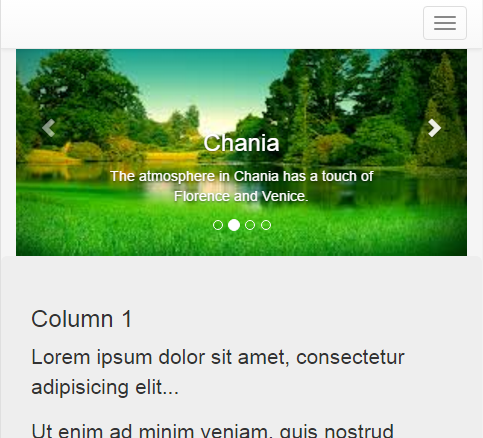 Chania
The atmosphere in Chania has a touch of
Florence and Venice.
Column 1
Lorem ipsum dolor sit amet, consectetur
adipisicing elit...
Ut enim ad minim veniam, quis nostrud